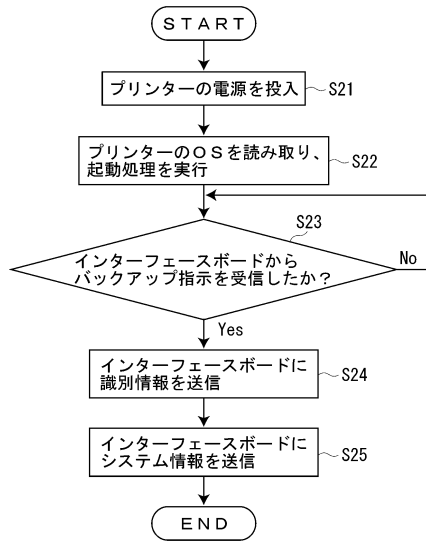 START
プリンターの電源を投入
S21
プリンターのOSを読み取り、
起動処理を実行
S22
S23
インターフェースボードから
バックアップ指示を受信したか？
No
Yes
インターフェースボードに
識別情報を送信
S24
インターフェースボードに
システム情報を送信
S25
END